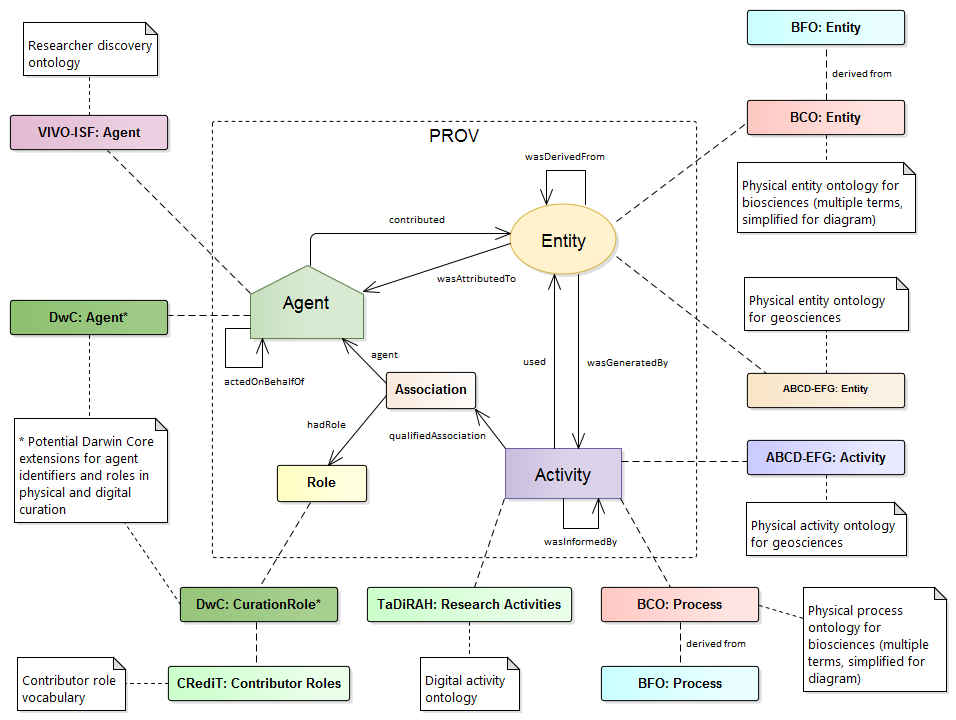 Researcher discovery
ontology
VIVO-ISF: Agent
BFO: Entity
derived from
BCO: Entity
Physical entity ontology for
biosciences (multiple terms,
simplified for diagram)
PROV
wasDerivedFrom
contributed
Entity
wasAttributedTo
Agent
actedOnBehalfOf
DwC: Agent*
Physical entity ontology
for geosciences
ABCD-EFG: Entity
agent
Association
used
wasGeneratedBy
hadRole
qualifiedAssociation
* Potential Darwin Core
extensions for agent
identifiers and roles in
physical and digital
curation
Role
Activity
wasInformedBy
ABCD-EFG: Activity
Physical activity ontology
for geosciences
DwC: CurationRole*
TaDiRAH: Research Activities
BCO: Process
Physical process
ontology for
biosciences (multiple
terms, simplified for
diagram)
derived from
Contributor role
vocabulary
CRediT: Contributor Roles
Digital activity
ontology
BFO: Process